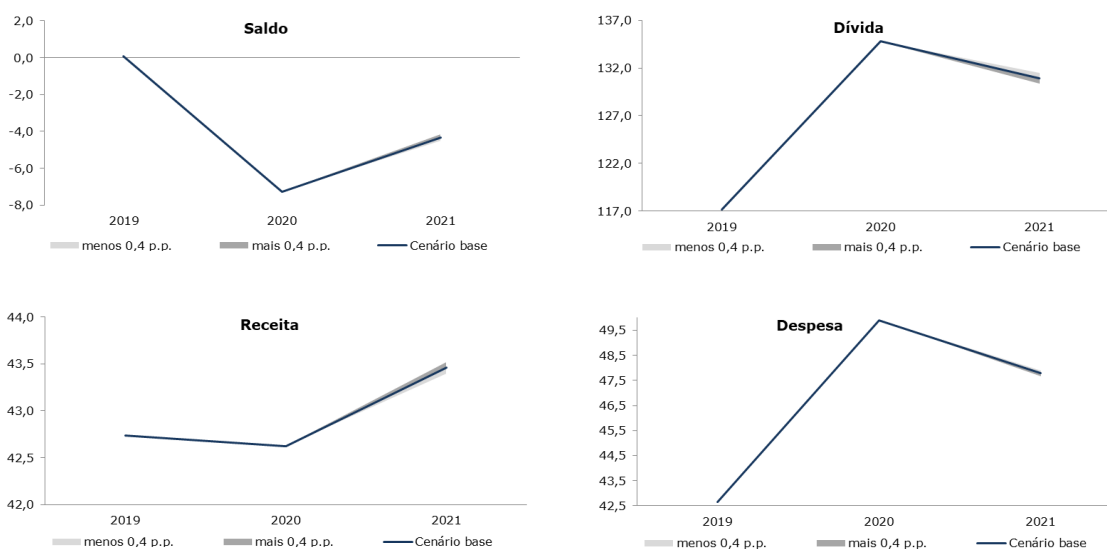 Saldo
2,0
0,0
-2,0
-4,0
-6,0
-8,0
2019 2020 2021
menos 0,4 p.p. mais 0,4 p.p. Cenário base
Dívida
137,0
132,0
127,0
122,0
117,0
2019 2020 2021
menos 0,4 p.p. mais 0,4 p.p. Cenário base
Receita
44,0
43,5
43,0
42,5
42,0
2019 2020 2021
menos 0,4 p.p. mais 0,4 p.p. Cenário base
Despesa
49,5
48,5
47,5
46,5
45,5
44,5
43,5
42,5
2019 2020 2021
menos 0,4 p.p. mais 0,4 p.p. Cenário base